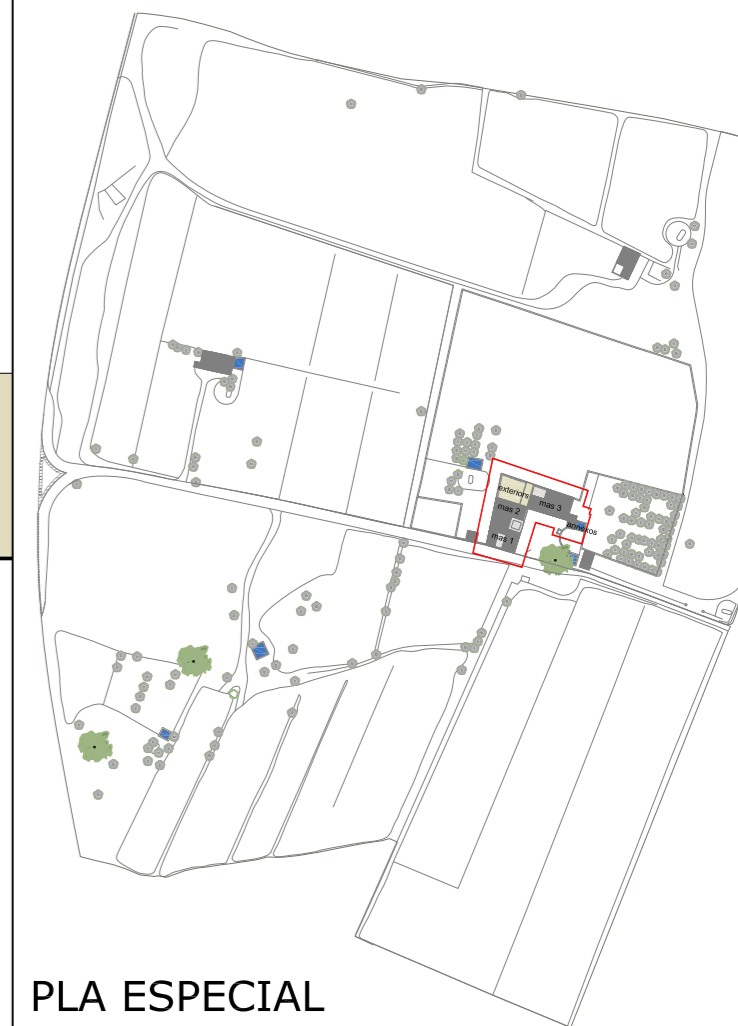 exteriors
mas 3
mas 2
annexos
mas 1
PLA ESPECIAL